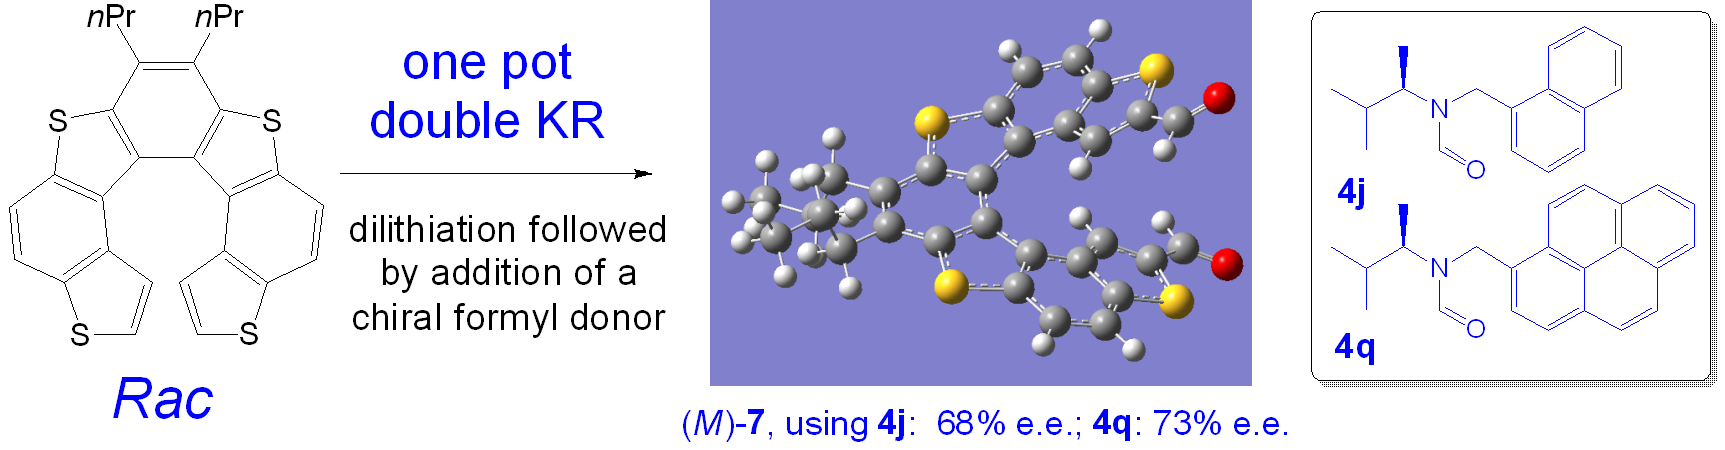 nPr nPr
S S
S S
Rac
one pot
double KR
dilithiation followed
by addition of a
chiral formyl donor
(M)-7, using 4j: 68% e.e.; 4q: 73% e.e.
N
O
4j
N
O
4q